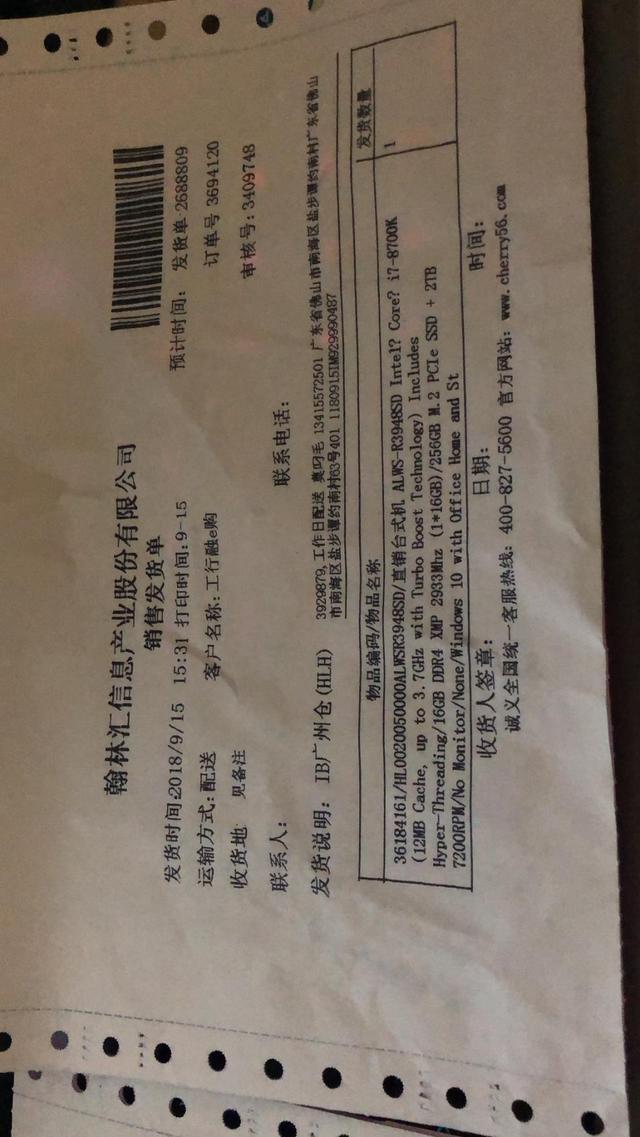 翰林汇信息产业股份有限公司
销售发货单
发货时间:2018/9/15 15:31 打印时间:9-15 预计时间: 发货单 2688809
运输方式:配送 客户名称:工行融e购 订单号 3694120
收货地 见备注 审核号:3409748
联系人: 联系电话:
发货说明: IB广州仓(HLH) 3929879,工作日配送 奠叼毛 13415572501 广东省佛山市南海区盐步谭约南村广东省佛山
市南海区盐步谭约南村63号401 1180915IM929990487
物品编码/物品名称 发货数量
36184161/HL0020050000ALWSR3948SD/直销台式机 ALWS-R3948SD Intel? Core? i7-8700K 1
(12MB Cache, up to 3.7GHz with Turbo Boost Technology) Includes
Hyper-Threading/16GB DDR4 XMP 2933Mhz (1*16GB)/256GB M.2 PCIe SSD + 2TB
7200RPM/No Monitor/None/Windows 10 with Office Home and St
收货人签章: 日期: 时间:
诚义全国统一客服热线: 400-827-5600 官方网站: www.cherry56.com